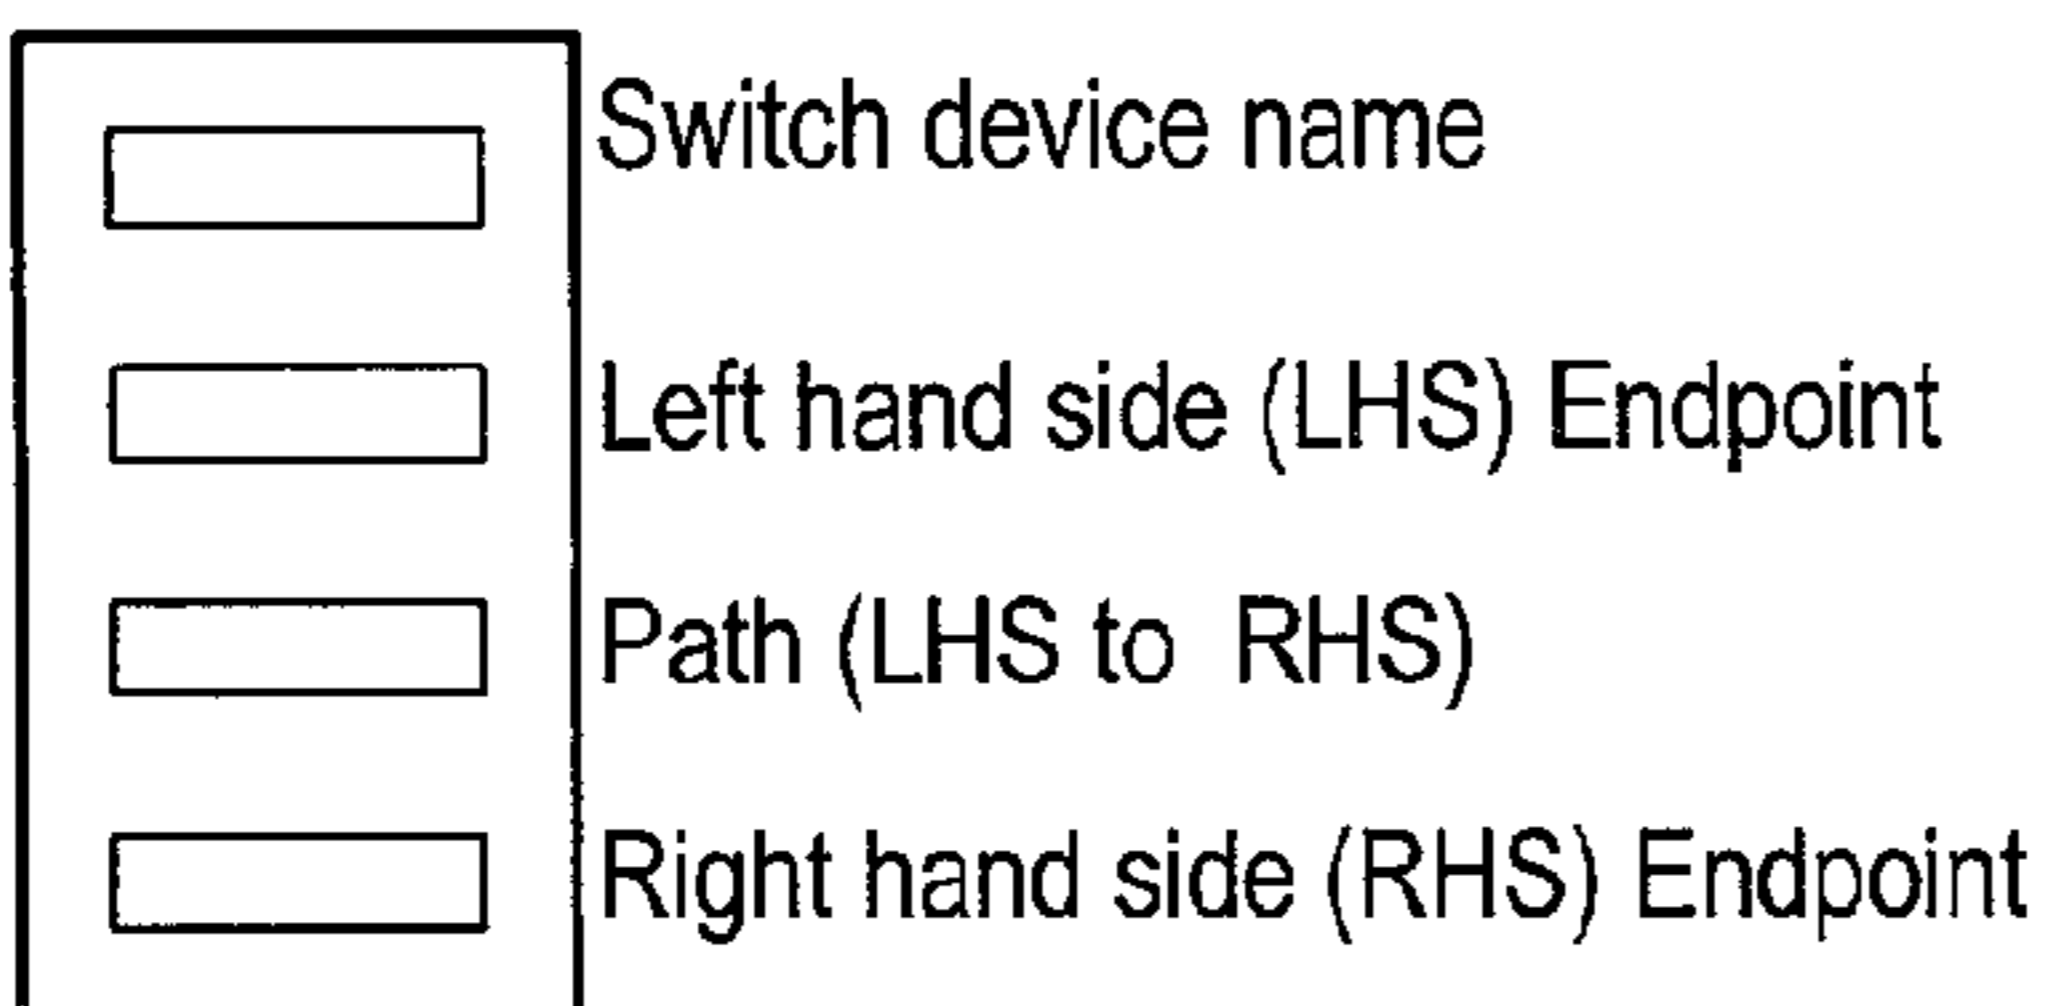 Switch device name
Left hand side (LHS) Endpoint
Path (LHS to RHS)
Right hand side (RHS) Endpoint